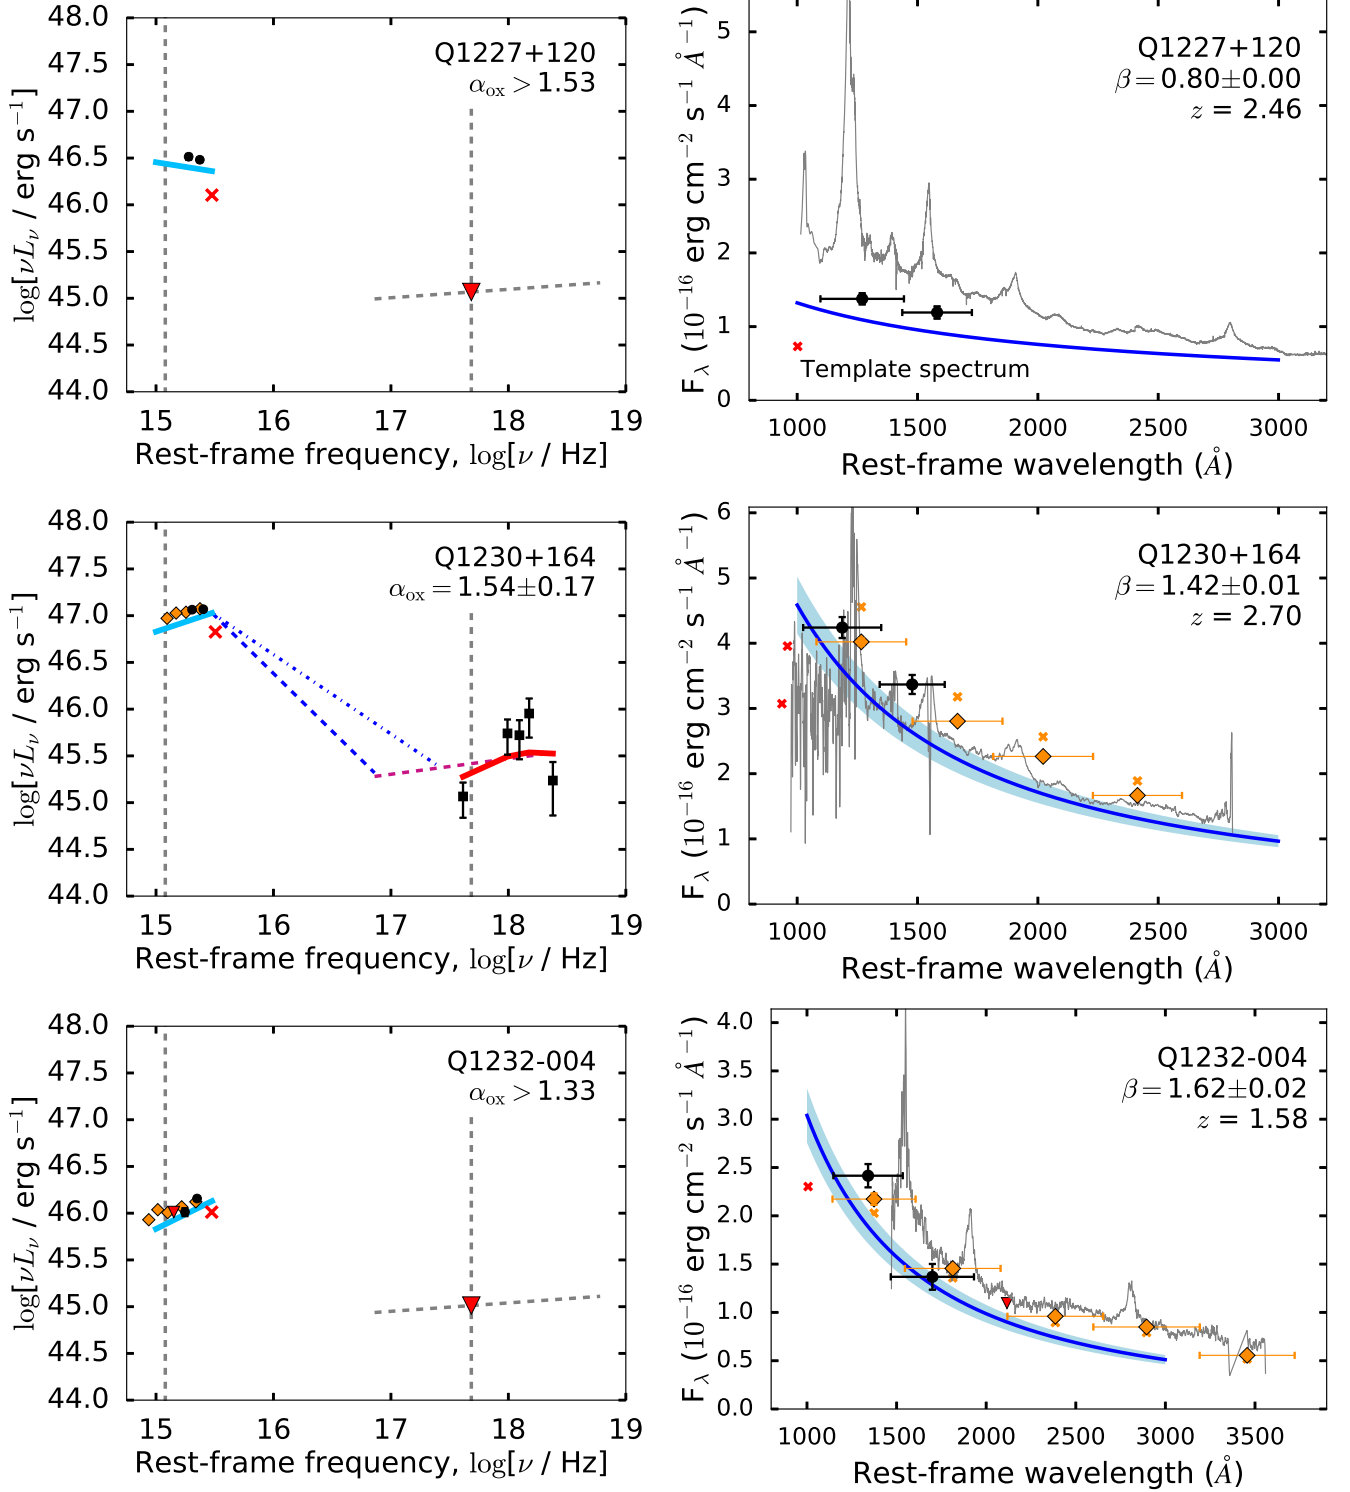 48.0
47.5
47.0
46.5
46.0
45.5
45.0
44.5
44.0
log[νLν / erg s⁻¹]
Q1227+120
αox > 1.53
15 16 17 18 19
Rest-frame frequency, log[ν / Hz]
5
4
3
2
1
0
Fλ (10⁻¹⁶ erg cm⁻² s⁻¹ Å⁻¹)
Q1227+120
β = 0.80±0.00
z = 2.46
Template spectrum
1000 1500 2000 2500 3000
Rest-frame wavelength (Å)
48.0
47.5
47.0
46.5
46.0
45.5
45.0
44.5
44.0
log[νLν / erg s⁻¹]
Q1230+164
αox = 1.54±0.17
15 16 17 18 19
Rest-frame frequency, log[ν / Hz]
6
5
4
3
2
1
0
Fλ (10⁻¹⁶ erg cm⁻² s⁻¹ Å⁻¹)
Q1230+164
β = 1.42±0.01
z = 2.70
1000 1500 2000 2500 3000
Rest-frame wavelength (Å)
48.0
47.5
47.0
46.5
46.0
45.5
45.0
44.5
44.0
log[νLν / erg s⁻¹]
Q1232-004
αox > 1.33
15 16 17 18 19
Rest-frame frequency, log[ν / Hz]
4.0
3.5
3.0
2.5
2.0
1.5
1.0
0.5
0.0
Fλ (10⁻¹⁶ erg cm⁻² s⁻¹ Å⁻¹)
Q1232-004
β = 1.62±0.02
z = 1.58
1000 1500 2000 2500 3000 3500
Rest-frame wavelength (Å)